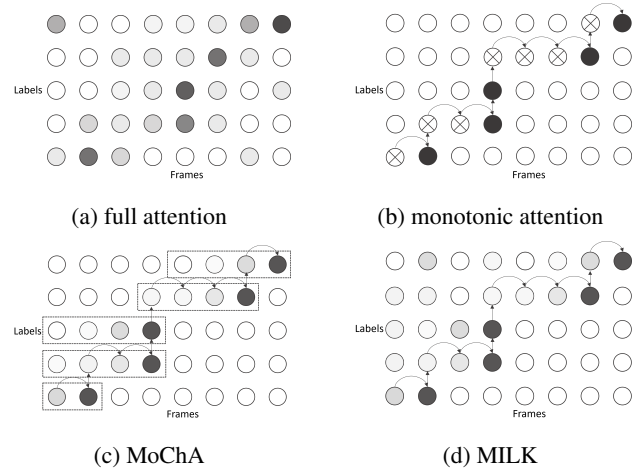 Labels
Frames
(a) full attention
Labels
Frames
(b) monotonic attention
Labels
Frames
(c) MoChA
Labels
Frames
(d) MILK